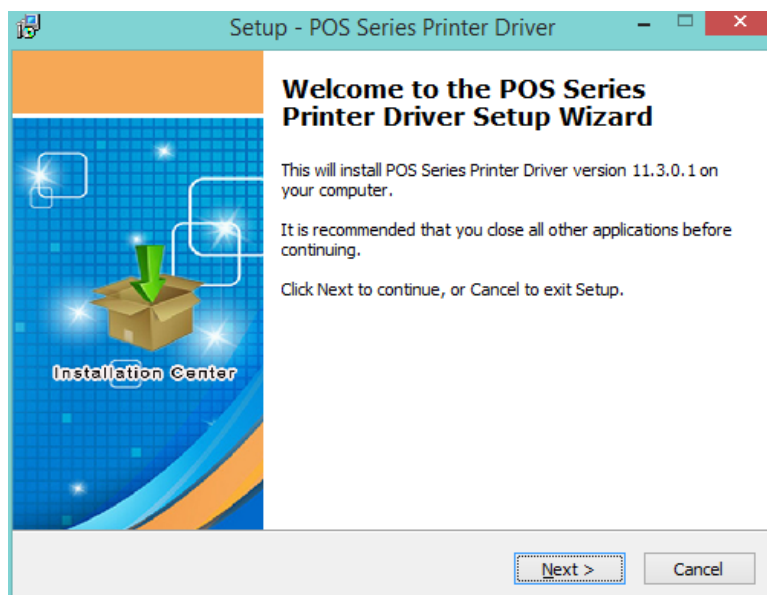 Setup - POS Series Printer Driver
Welcome to the POS Series
Printer Driver Setup Wizard
This will install POS Series Printer Driver version 11.3.0.1 on
your computer.
It is recommended that you close all other applications before
continuing.
Click Next to continue, or Cancel to exit Setup.
Installation Center
Next >
Cancel